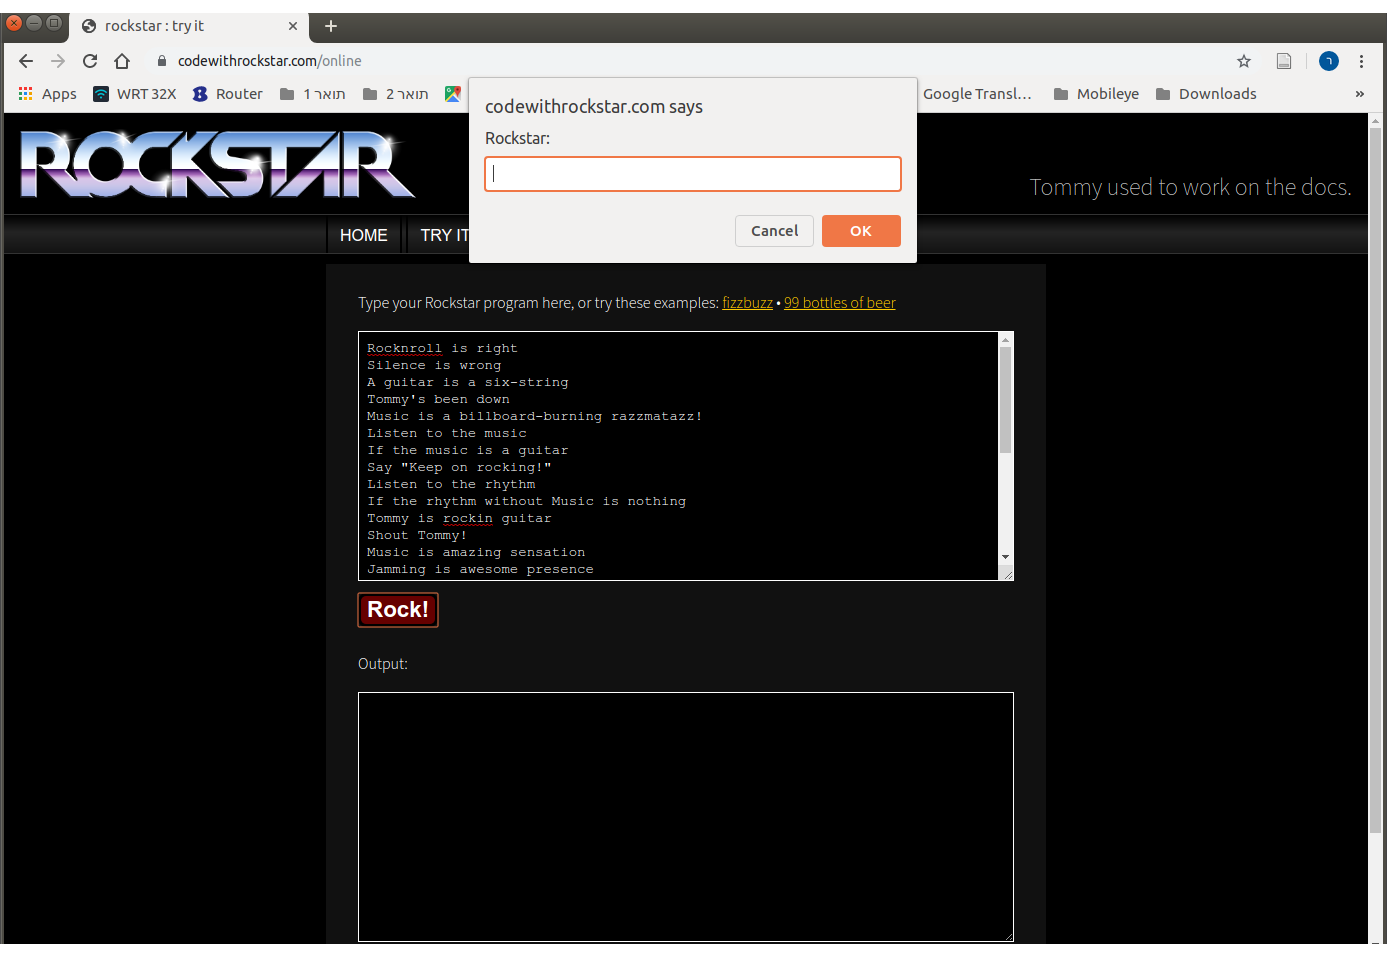 rockstar : try it
codewithrockstar.com/online
Apps WRT 32X Router תואר 1 תואר 2 Google Transl... Mobileye Downloads »
codewithrockstar.com says
Rockstar:
Cancel OK
ROCKSTAR
Tommy used to work on the docs.
HOME TRY IT
Type your Rockstar program here, or try these examples: fizzbuzz • 99 bottles of beer
Rocknroll is right
Silence is wrong
A guitar is a six-string
Tommy's been down
Music is a billboard-burning razzmatazz!
Listen to the music
If the music is a guitar
Say "Keep on rocking!"
Listen to the rhythm
If the rhythm without Music is nothing
Tommy is rockin guitar
Shout Tommy!
Music is amazing sensation
Jamming is awesome presence
Rock!
Output: